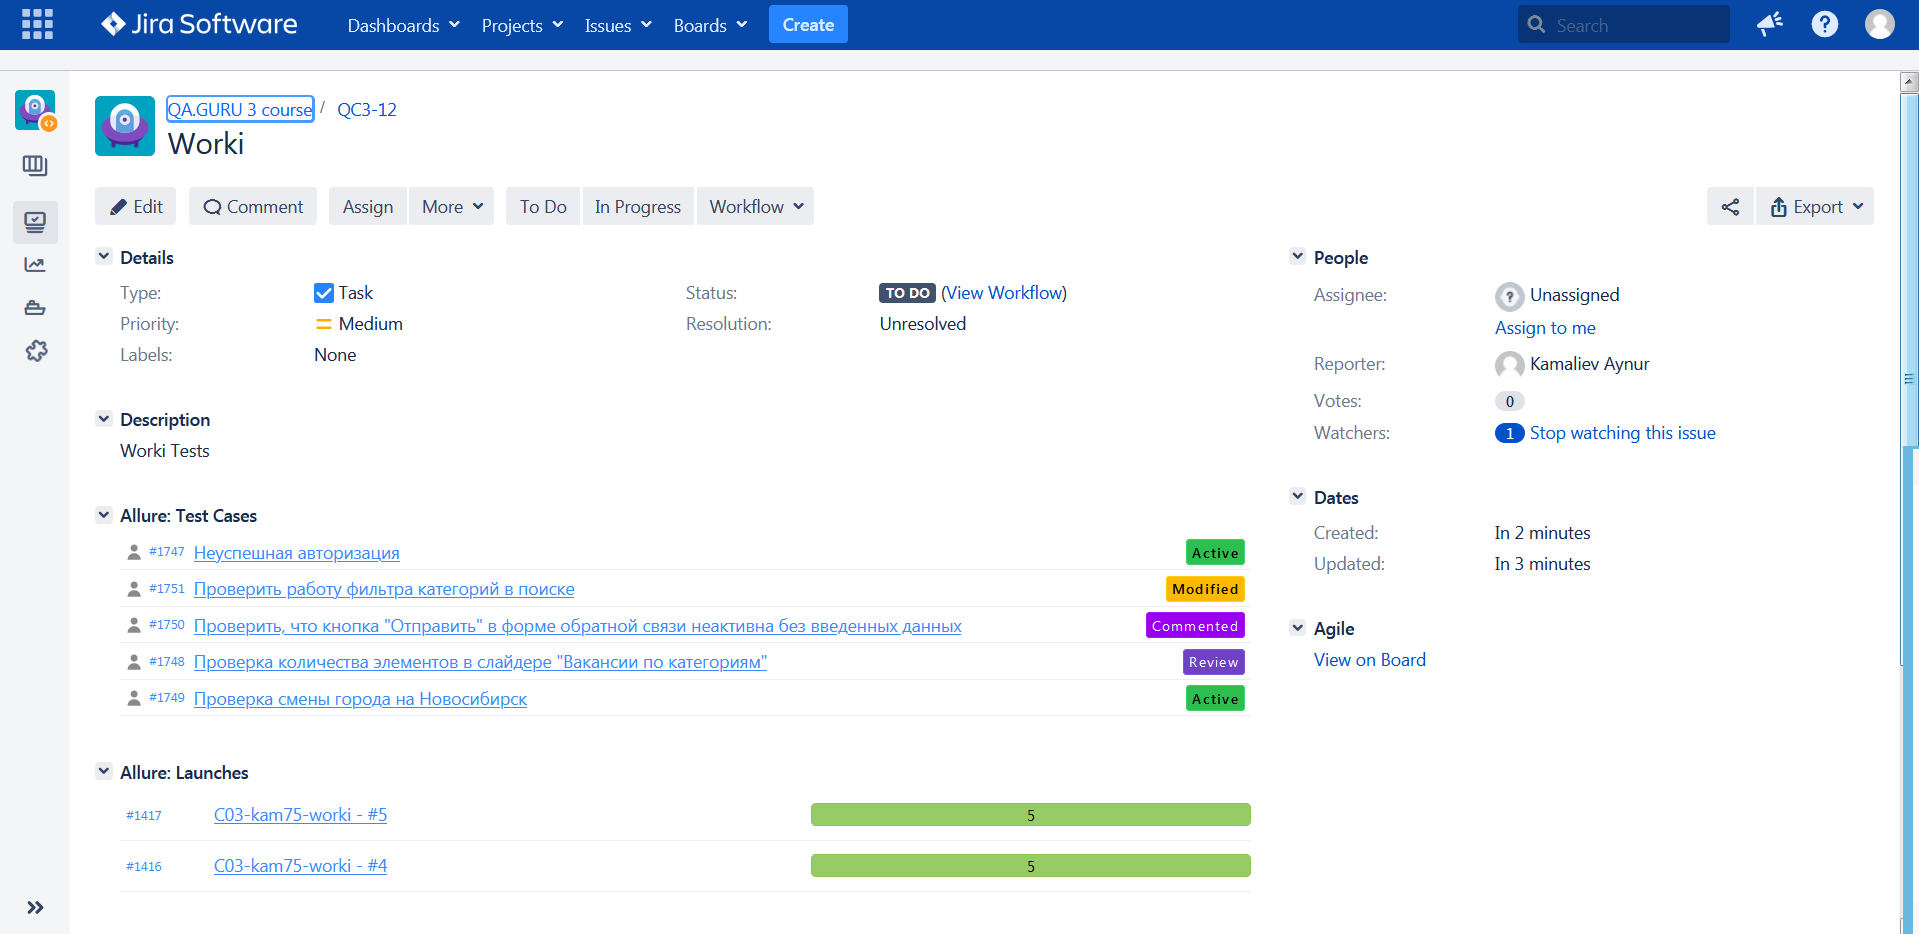 Jira Software Dashboards Projects Issues Boards Create Search
QA.GURU 3 course / QC3-12
Worki
Edit Comment Assign More To Do In Progress Workflow Export
Details
Type: Task Status: TO DO (View Workflow)
Priority: Medium Resolution: Unresolved
Labels: None
Description
Worki Tests
Allure: Test Cases
#1747 Неуспешная авторизация Active
#1751 Проверить работу фильтра категорий в поиске Modified
#1750 Проверить, что кнопка "Отправить" в форме обратной связи неактивна без введенных данных Commented
#1748 Проверка количества элементов в слайдере "Вакансии по категориям" Review
#1749 Проверка смены города на Новосибирск Active
Allure: Launches
#1417 C03-kam75-worki - #5 5
#1416 C03-kam75-worki - #4 5
People
Assignee: Unassigned
Assign to me
Reporter: Kamaliev Aynur
Votes: 0
Watchers: 1 Stop watching this issue
Dates
Created: In 2 minutes
Updated: In 3 minutes
Agile
View on Board